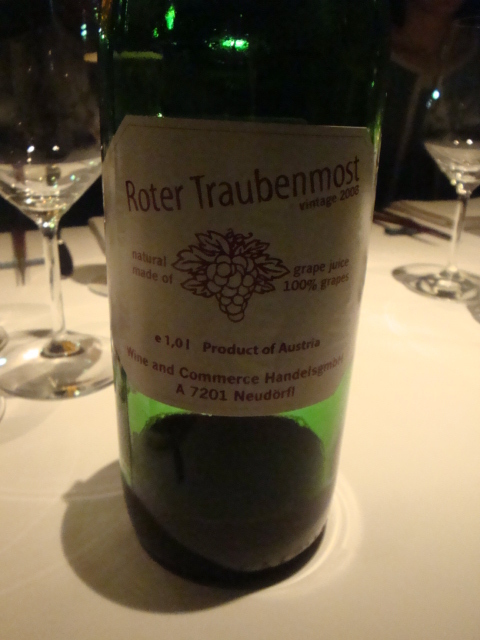 Roter Traubenmost
vintage 2008
natural
made of
grape juice
100% grapes
e 1,0 l Product of Austria
Wine and Commerce HandelsgmbH
A 7201 Neudörfl